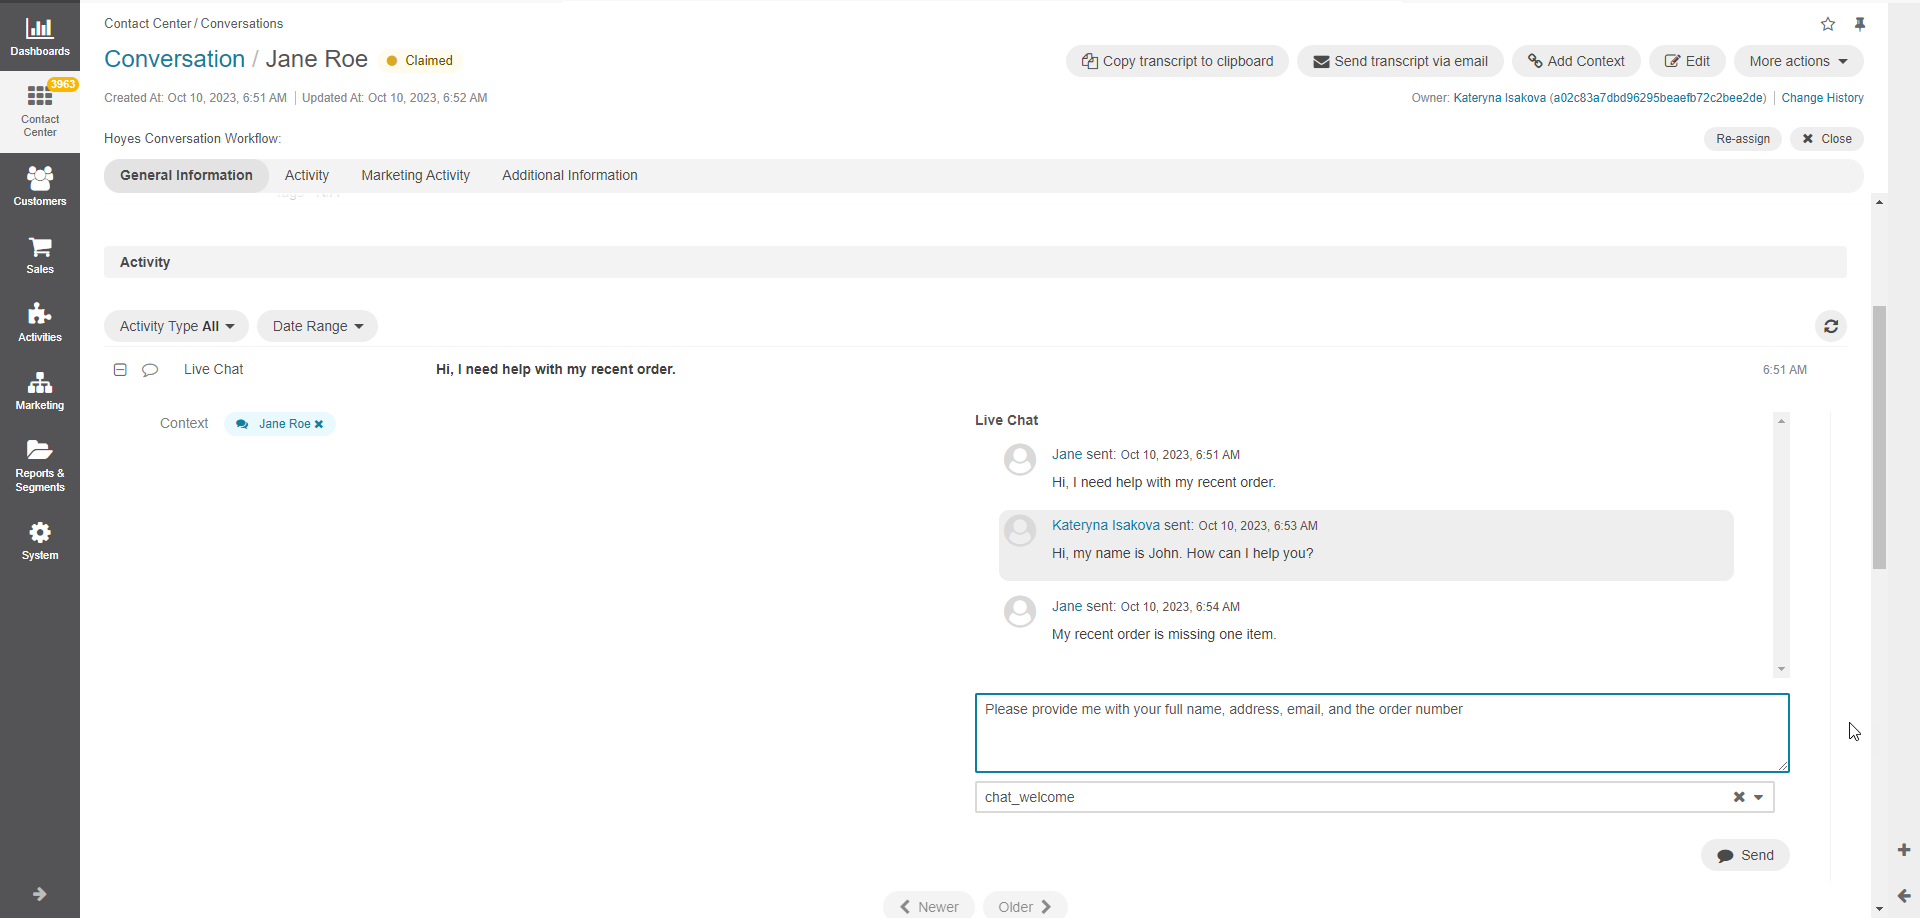 Dashboards
3963
Contact
Center
Customers
Sales
Activities
Marketing
Reports &
Segments
System
Contact Center / Conversations
Conversation / Jane Roe Claimed
Copy transcript to clipboard Send transcript via email Add Context Edit More actions
Created At: Oct 10, 2023, 6:51 AM Updated At: Oct 10, 2023, 6:52 AM
Owner: Kateryna Isakova (a02c83a7dbd96295beaefb72c2bee2de) Change History
Hoyes Conversation Workflow:
Re-assign Close
General Information Activity Marketing Activity Additional Information
Activity
Activity Type All Date Range
Live Chat Hi, I need help with my recent order. 6:51 AM
Context Jane Roe
Live Chat
Jane sent: Oct 10, 2023, 6:51 AM
Hi, I need help with my recent order.
Kateryna Isakova sent: Oct 10, 2023, 6:53 AM
Hi, my name is John. How can I help you?
Jane sent: Oct 10, 2023, 6:54 AM
My recent order is missing one item.
Please provide me with your full name, address, email, and the order number
chat_welcome
Send
Newer Older